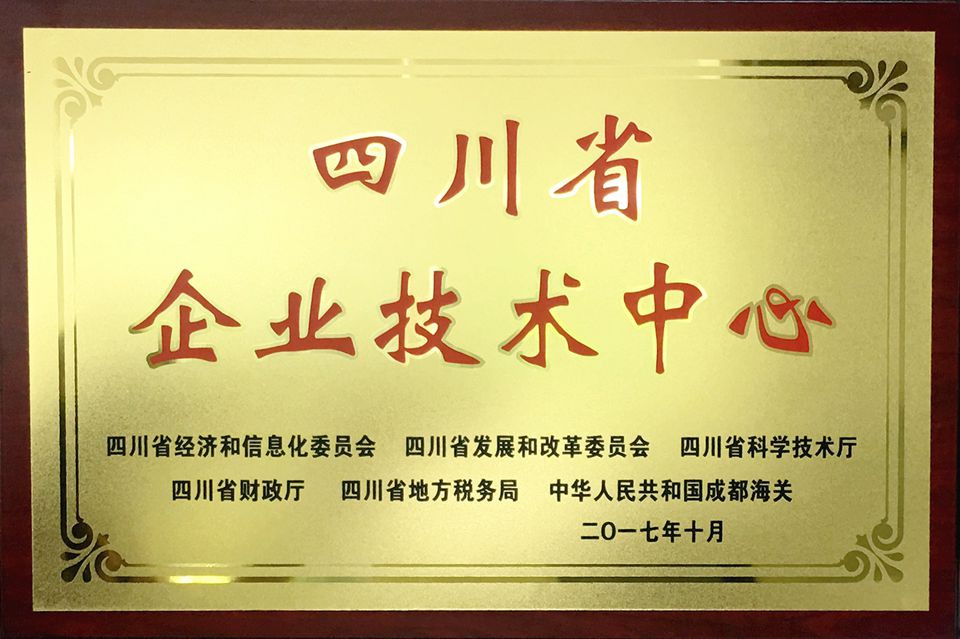 四川省
企业技术中心
四川省经济和信息化委员会 四川省发展和改革委员会 四川省科学技术厅
四川省财政厅 四川省地方税务局 中华人民共和国成都海关
二〇一七年十月